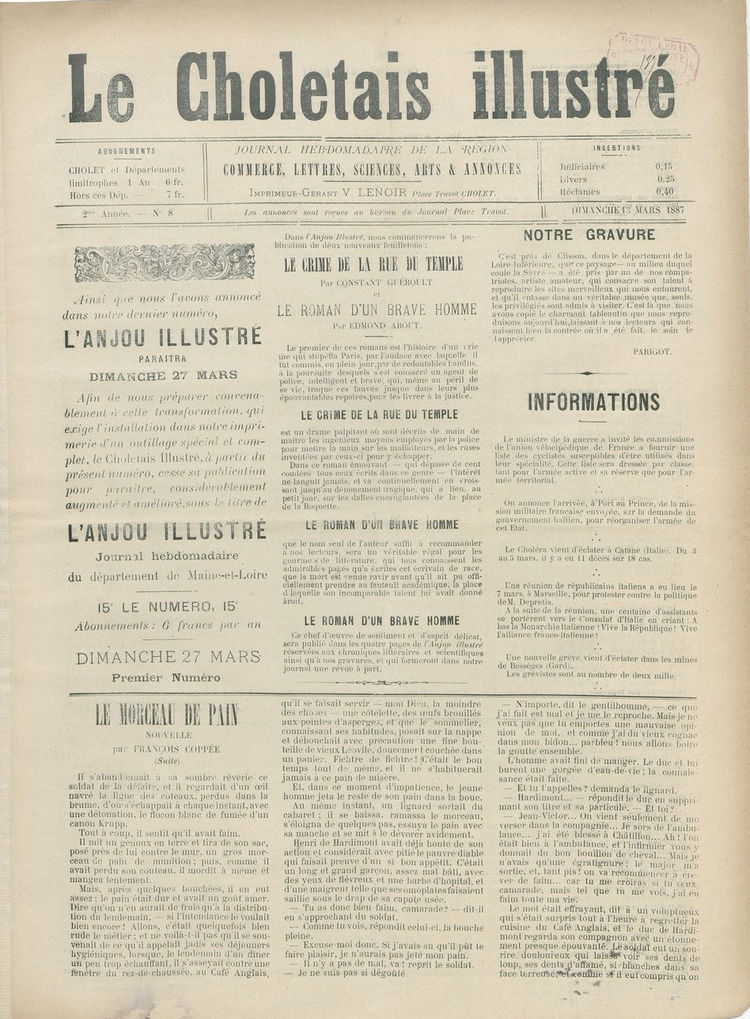 Le Choletais illustré
ABONNEMENTS
CHOLET et Départements
limitrophes 1 An 6 fr.
Hors ces Dép. — 7 fr.
JOURNAL HEBDOMADAIRE DE LA RÉGION
COMMERCE, LETTRES, SCIENCES, ARTS & ANNONCES
IMPRIMEUR-GÉRANT V. LENOIR Place Travot CHOLET.
INSERTIONS
Judiciaires 0,15
Divers 0.25
Réclames 0,40
2me Année. — N° 8
Les annonces sont reçues au bureau du Journal Place Travot.
DIMANCHE 13 MARS 1887
Ainsi que nous l'avons annoncé
dans notre dernier numéro,
L'ANJOU ILLUSTRÉ
PARAITRA
DIMANCHE 27 MARS
Afin de nous préparer convena-
blement à cette transformation, qui
exige l'installation dans notre impri-
merie d'un outillage spécial et com-
plet, le Choletais Illustré, à partir du
présent numéro, cesse sa publication
pour paraître, considérablement
augmenté et amélioré, sous le titre de
L'ANJOU ILLUSTRÉ
Journal hebdomadaire
du département de Maine-et-Loire
15c LE NUMERO, 15c
Abonnements : 6 francs par an
DIMANCHE 27 MARS
Premier Numéro
Dans l'Anjou Illustré, nous commencerons la pu-
blication de deux nouveaux feuilletons :
LE CRIME DE LA RUE DU TEMPLE
Par CONSTANT GUÉROULT
et
LE ROMAN D'UN BRAVE HOMME
Par EDMOND ABOUT.
Le premier de ces romans est l'histoire d'un cri-
me qui stupéfia Paris, par l'audace avec laquelle il
fut commis, en plein jour, par de redoutables bandits,
à la poursuite desquels s'est consacré un agent de
police, intelligent et brave, qui, même au péril de
sa vie, traque ces fauves jusque dans leurs plus
épouvantables repaires, pour les livrer à la justice.
LE CRIME DE LA RUE DU TEMPLE
est un drame palpitant où sont décrits de main de
maître les ingénieux moyens employés par la police
pour mettre la main sur les malfaiteurs, et les ruses
inventées par ceux-ci pour y échapper.
Dans ce roman émouvant — qui dépasse de cent
coudées tous ceux écrits dans ce genre — l'intérêt
ne languit jamais, et va continuellement en crois-
sant jusqu'au dénouement tragique, qui a lieu, au
petit jour, sur les dalles ensanglantées de la place
de la Roquette.
LE ROMAN D'UN BRAVE HOMME
que le nom seul de l'auteur suffit à recommander
à nos lecteurs, sera un véritable régal pour les
gourmets de littérature, qui tous connaissent les
admirables pages qu'a écrites cet écrivain de race,
que la mort est venue ravir avant qu'il ait pu offi-
ciellement prendre au fauteuil académique, la place
à laquelle son incomparable talent lui avait donné
droit.
LE ROMAN D'UN BRAVE HOMME
Ce chef d'œuvre de sentiment et d'esprit délicat,
sera publié dans les quatre pages de l'Anjou illustré
réservées aux chroniques littéraires et scientifiques
ainsi qu'à nos gravures, et qui formeront dans notre
journal une revue à part.
NOTRE GRAVURE
C'est près de Clisson, dans le département de la
Loire-Inférieure, que ce paysage — au milieu duquel
coule la Sèvre — a été pris par un de nos compa-
triotes, artiste amateur, qui consacre son talent à
reproduire les sites merveilleux qui nous entourent,
et qu'il entasse dans un véritable musée que, seuls,
les privilégiés sont admis à visiter. C'est là que nous
avons copié le charmant tableautin que nous repro-
duisons aujourd'hui, laissant à nos lecteurs qui con-
naissent bien la contrée où il a été fait, le soin de
l'apprécier.
PARIGOT.
INFORMATIONS
Le ministre de la guerre a invité les commissions
de l'union vélocipédique de France à fournir une
liste des cyclistes susceptibles d'être utilisés dans
leur spécialité. Cette liste sera dressée par classe,
tant pour l'armée active et sa réserve que pour l'ar-
mée territorial.
On annonce l'arrivée, à Port au Prince, de la mis-
sion militaire française envoyée, sur la demande du
gouvernement haïtien, pour réorganiser l'armée de
cet Etat.
Le Choléra vient d'éclater à Catane (Italie). Du 3
au 5 mars, il y a eu 11 décès sur 18 cas.
Une réunion de républicains italiens a eu lieu le
7 mars, à Marseille, pour protester contre la politique
de M. Depretis.
A la suite de la réunion, une centaine d'assistants
se portèrent vers le Consulat d'Italie en criant : A
bas la Monarchie Italienne ! Vive la République ! Vive
l'alliance franco-italienne !
Une nouvelle grève vient d'éclater dans les mines
de Bessèges (Gard).
Les grévistes sont au nombre de deux mille.
LE MORCEAU DE PAIN
NOUVELLE
par FRANÇOIS COPPÉE
(Suite)
Il s'abandonnait à sa sombre rêverie ce
soldat de la défaite, et il regardait d'un œil
navré la ligne des coteaux, perdus dans la
brume, d'où s'échappait à chaque instant, avec
une détonation, le flocon blanc de fumée d'un
canon Krupp.
Tout à coup, il sentit qu'il avait faim.
Il mit un genoux en terre et tira de son sac,
posé près de lui contre le mur, un gros mor-
ceau de pain de munition ; puis, comme il
avait perdu son couteau, il mordit à même et
mangea lentement.
Mais, après quelques bouchées, il en eut
assez ; le pain était dur et avait un goût amer.
Dire qu'on n'en aurait de frais qu'à la distribu-
tion du lendemain, — si l'intendance le voulait
bien encore ! Allons, c'était quelquefois bien
rude le métier ; et ne voilà-t-il pas qu'il se sou-
venait de ce qu'il appelait jadis ses déjeuners
hygiéniques, lorsque, le lendemain d'un dîner
un peu trop échauffant, il s'asseyait contre une
fenêtre du rez-de-chaussée, au Café Anglais,
qu'il se faisait servir — mon Dieu, la moindre
des choses — une côtelette, des œufs brouillés
aux pointes d'asperges, et que le sommelier,
connaissant ses habitudes, posait sur la nappe
et débouchait avec précaution une fine bou-
teille de vieux Léoville, doucement couchée dans
un panier. Fichtre de fichtre ! C'était le bon
temps tout de même, et il ne s'habituerait
jamais à ce pain de misère.
Et, dans ce moment d'impatience, le jeune
homme jeta le reste de son pain dans la boue.
Au même instant, un lignard sortait du
cabaret ; il se baissa, ramassa le morceau,
s'éloigna de quelques pas, essuya le pain avec
sa manche et se mit à le dévorer avidement.
Henri de Hardimont avait déjà honte de son
action et considérait avec pitié le pauvre diable
qui faisait preuve d'un si bon appétit. C'était
un long et grand garçon, assez mal bâti, avec
des yeux de fiévreux et une barbe d'hôpital, et
d'une maigreur telle que ses omoplates faisaient
saillie sous le drap de sa capote usée.
— Tu as donc bien faim, camarade ? — dit-il
en s'approchant du soldat.
— Comme tu vois, répondit celui-ci, la bouche
pleine.
— Excuse-moi donc. Si j'avais su qu'il pût te
faire plaisir, je n'aurais pas jeté mon pain.
— Il n'y a pas de mal, va ! reprit le soldat.
— Je ne suis pas si dégoûté
— N'importe, dit le gentilhomme, — ce que
j'ai fait est mal et je me le reproche. Mais je ne
veux pas que tu emportes une mauvaise opi-
nion de moi, et comme j'ai du vieux cognac
dans mon bidon... parbleu ! nous allons boire
la goutte ensemble.
L'homme avait fini de manger. Le duc et lui
burent une gorgée d'eau-de-vie ; la connais-
sance était faite.
— Et tu t'appelles ? demanda le lignard.
— Hardimont... — répondit le duc en suppri-
mant son titre et sa particule. — Et toi ?
— Jean-Victor... On vient seulement de me
verser dans la compagnie... Je sors de l'ambu-
lance... j'ai été blessé à Châtillon... Ah ! l'on
était bien à l'ambulance, et l'infirmier vous y
donnait du bon bouillon de cheval... Mais je
n'avais qu'une égratignure ; le major m'a
sortie, et, tant pis ! on va recommencer à cre-
ver de faim... car tu me croiras si tu veux,
camarade, mais tel que tu me vois, j'ai eu
faim toute ma vie.
Le mot était effrayant, dit à un voluptueux
qui s'était surpris tout à l'heure à regretter la
cuisine du Café Anglais, et le duc de Hardi-
mont regarda son compagnon avec un étonne-
ment presque épouvanté. Le soldat eut un sou-
rire douloureux qui laissait voir ses dents de
loup, ses dents d'affamé, si blanches dans sa
face terreuse, et comme s'il eut compris qu'on